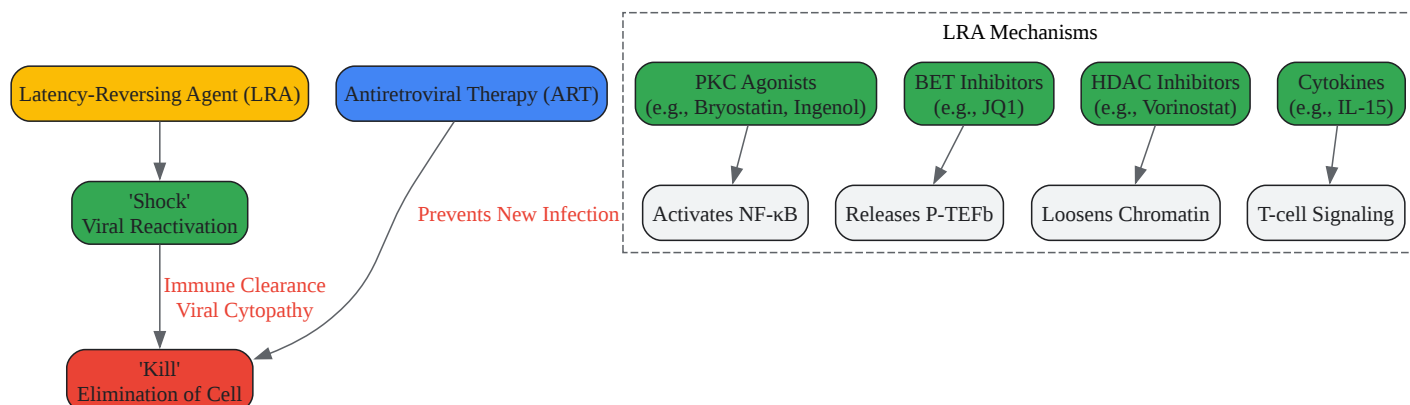 LRA Mechanisms
Latency-Reversing Agent (LRA)
Antiretroviral Therapy (ART)
PKC Agonists
(e.g., Bryostatin, Ingenol)
BET Inhibitors
(e.g., JQ1)
HDAC Inhibitors
(e.g., Vorinostat)
Cytokines
(e.g., IL-15)
'Shock'
Viral Reactivation
Prevents New Infection
Activates NF-κB
Releases P-TEFb
Loosens Chromatin
T-cell Signaling
Immune Clearance
Viral Cytopathy
'Kill'
Elimination of Cell